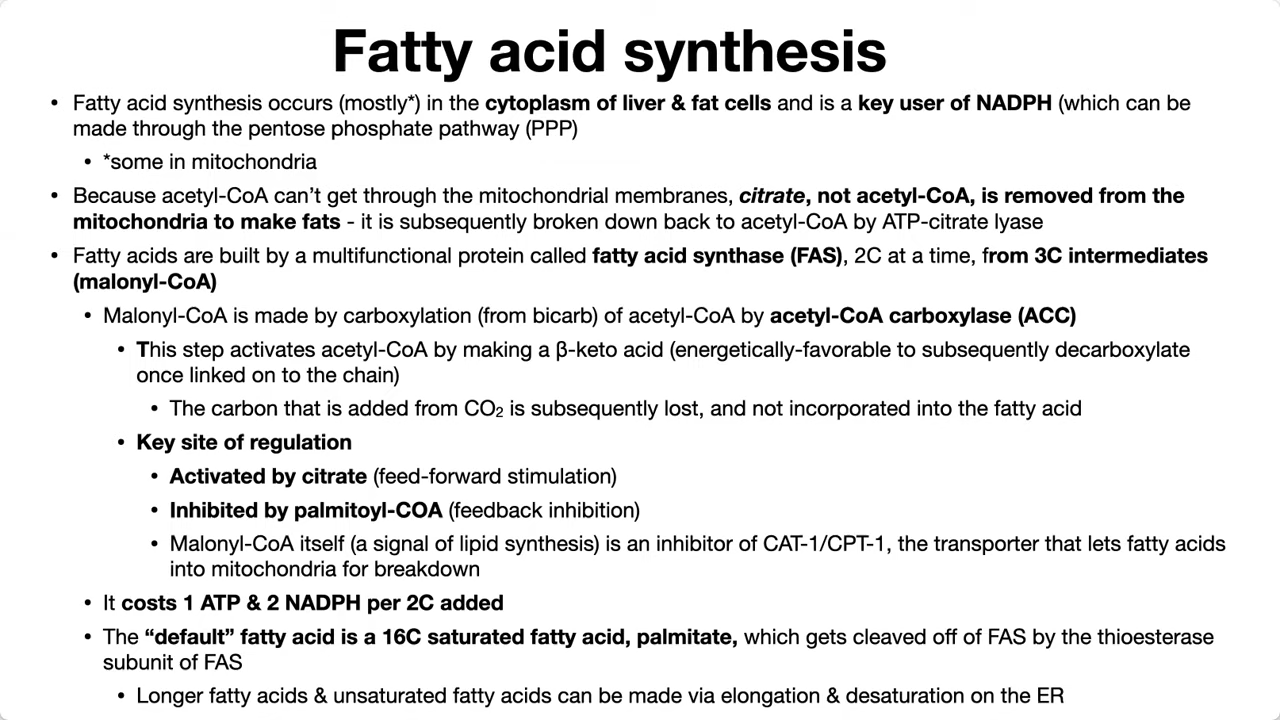 Fatty acid synthesis
• Fatty acid synthesis occurs (mostly*) in the cytoplasm of liver & fat cells and is a key user of NADPH (which can be
made through the pentose phosphate pathway (PPP)
• *some in mitochondria
• Because acetyl-CoA can’t get through the mitochondrial membranes, citrate, not acetyl-CoA, is removed from the
mitochondria to make fats - it is subsequently broken down back to acetyl-CoA by ATP-citrate lyase
• Fatty acids are built by a multifunctional protein called fatty acid synthase (FAS), 2C at a time, from 3C intermediates
(malonyl-CoA)
• Malonyl-CoA is made by carboxylation (from bicarb) of acetyl-CoA by acetyl-CoA carboxylase (ACC)
• This step activates acetyl-CoA by making a β-keto acid (energetically-favorable to subsequently decarboxylate
once linked on to the chain)
• The carbon that is added from CO₂ is subsequently lost, and not incorporated into the fatty acid
• Key site of regulation
• Activated by citrate (feed-forward stimulation)
• Inhibited by palmitoyl-COA (feedback inhibition)
• Malonyl-CoA itself (a signal of lipid synthesis) is an inhibitor of CAT-1/CPT-1, the transporter that lets fatty acids
into mitochondria for breakdown
• It costs 1 ATP & 2 NADPH per 2C added
• The “default” fatty acid is a 16C saturated fatty acid, palmitate, which gets cleaved off of FAS by the thioesterase
subunit of FAS
• Longer fatty acids & unsaturated fatty acids can be made via elongation & desaturation on the ER